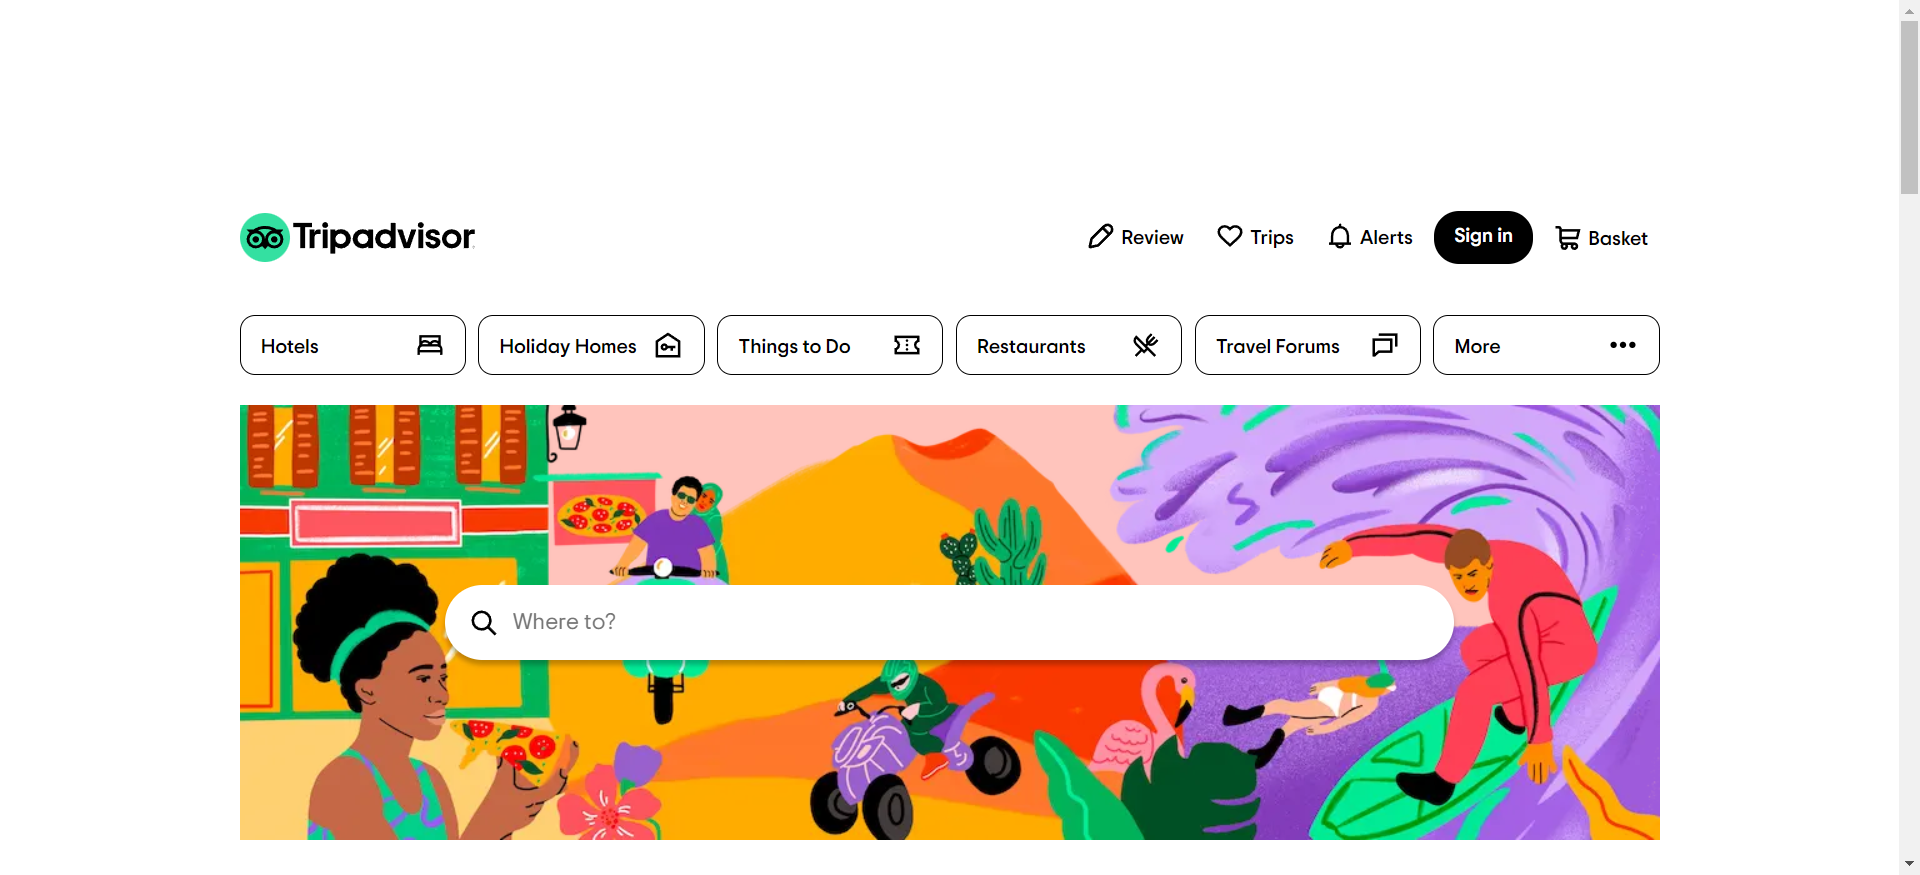 Tripadvisor
Review
Trips
Alerts
Sign in
Basket
Hotels
Holiday Homes
Things to Do
Restaurants
Travel Forums
More
Where to?